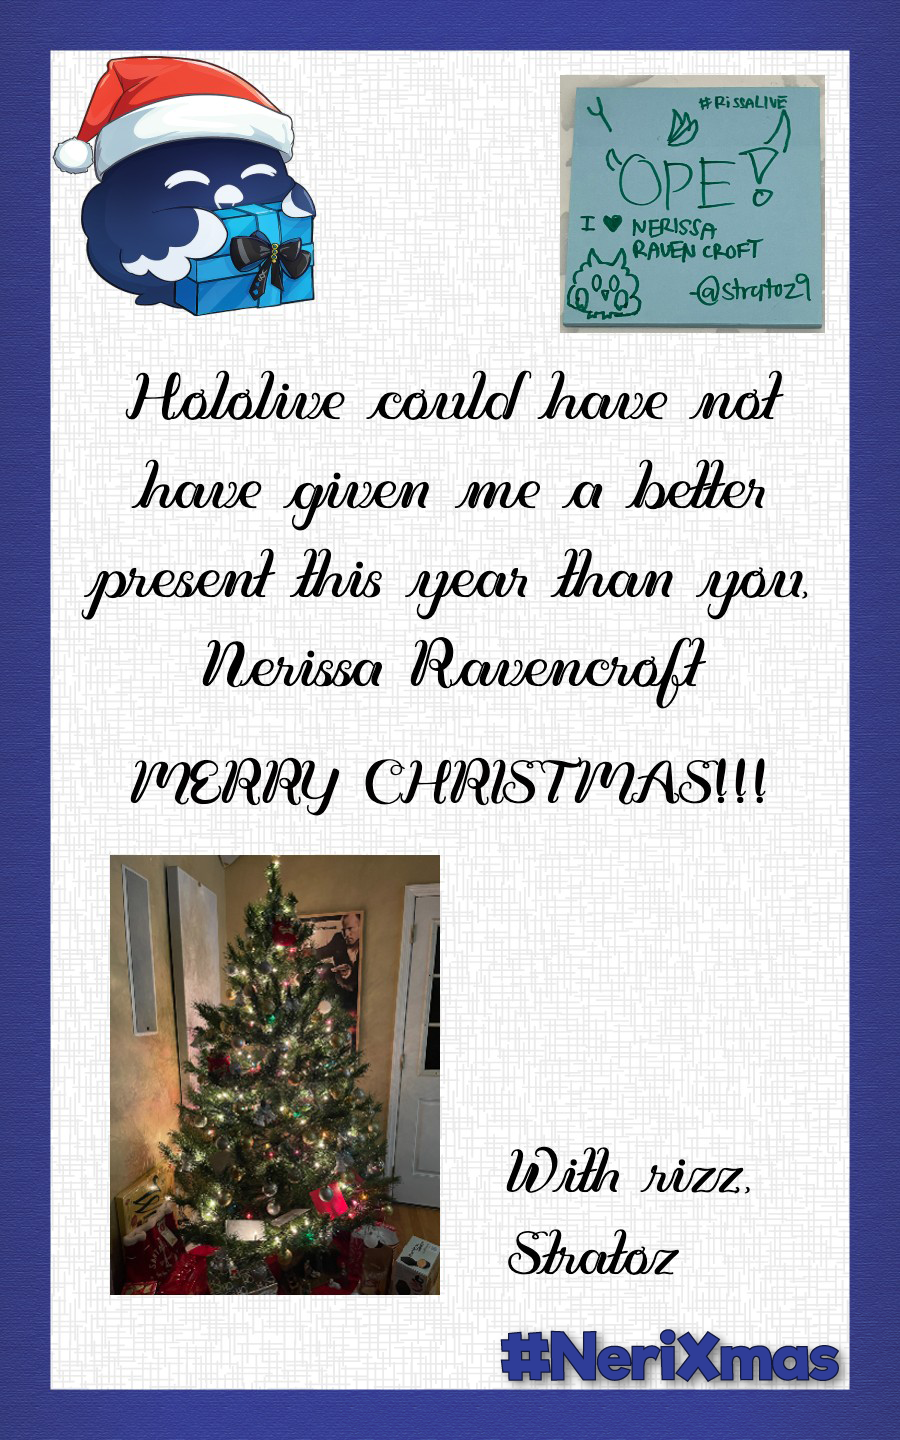 #RISSALIVE
'OPE!
I ♥ NERISSA
RAVENCROFT
-@stratoz9
Hololive could have not
have given me a better
present this year than you,
Nerissa Ravencroft
MERRY CHRISTMAS!!!
With rizz,
Stratoz
#NeriXmas